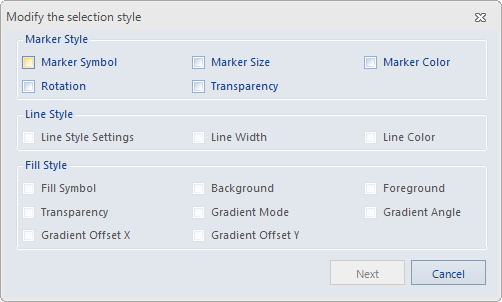 Modify the selection style
Marker Style
Marker Symbol Marker Size Marker Color
Rotation Transparency
Line Style
Line Style Settings Line Width Line Color
Fill Style
Fill Symbol Background Foreground
Transparency Gradient Mode Gradient Angle
Gradient Offset X Gradient Offset Y
Next Cancel